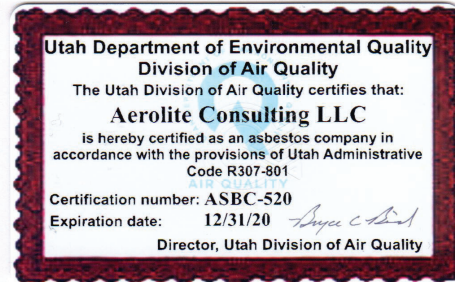 Utah Department of Environmental Quality
Division of Air Quality
The Utah Division of Air Quality certifies that:
Aerolite Consulting LLC
is hereby certified as an asbestos company in
accordance with the provisions of Utah Administrative
Code R307-801
AIR QUALITY
Certification number: ASBC-520
Expiration date: 12/31/20 Bryce C Bird
Director, Utah Division of Air Quality